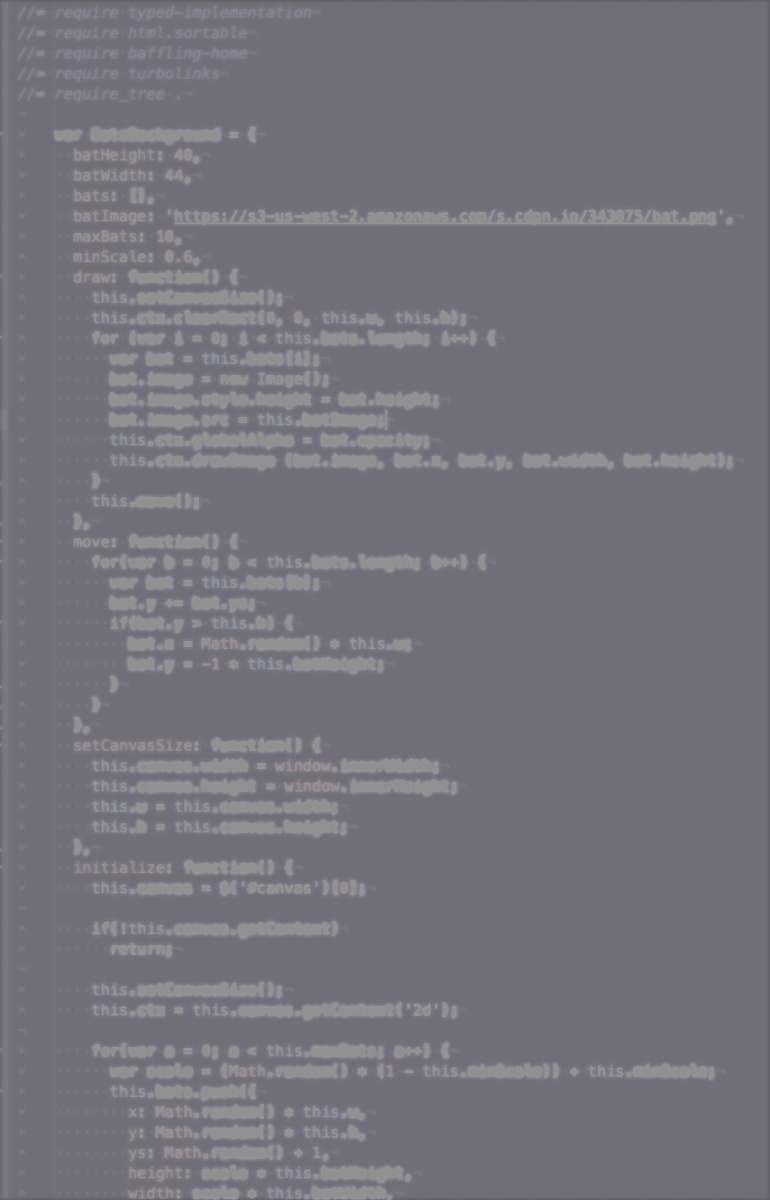 //= require typed-implementation
//= require html.sortable
//= require baffling-home
//= require turbolinks
//= require_tree .
var BatsBackground = {
batHeight: 40,
batWidth: 44,
bats: [],
batImage: 'https://s3-us-west-2.amazonaws.com/s.cdpn.io/343075/bat.png',
maxBats: 10,
minScale: 0.6,
draw: function() {
this.setCanvasSize();
this.ctx.clearRect(0, 0, this.w, this.h);
for (var i = 0; i < this.bats.length; i++) {
var bat = this.bats[i];
bat.image = new Image();
bat.image.style.height = bat.height;
bat.image.src = this.batImage;
this.ctx.globalAlpha = bat.opacity;
this.ctx.drawImage (bat.image, bat.x, bat.y, bat.width, bat.height);
}
this.move();
},
move: function() {
for(var b = 0; b < this.bats.length; b++) {
var bat = this.bats[b];
bat.y += bat.ys;
if(bat.y > this.h) {
bat.x = Math.random() * this.w;
bat.y = -1 * this.batHeight;
}
}
},
setCanvasSize: function() {
this.canvas.width = window.innerWidth;
this.canvas.height = window.innerHeight;
this.w = this.canvas.width;
this.h = this.canvas.height;
},
initialize: function() {
this.canvas = $('#canvas')[0];
if(!this.canvas.getContext)
return;
this.setCanvasSize();
this.ctx = this.canvas.getContext('2d');
for(var a = 0; a < this.maxBats; a++) {
var scale = (Math.random() * (1 - this.minScale)) + this.minScale;
this.bats.push({
x: Math.random() * this.w,
y: Math.random() * this.h,
ys: Math.random() + 1,
height: scale * this.batHeight,
width: scale * this.batWidth,